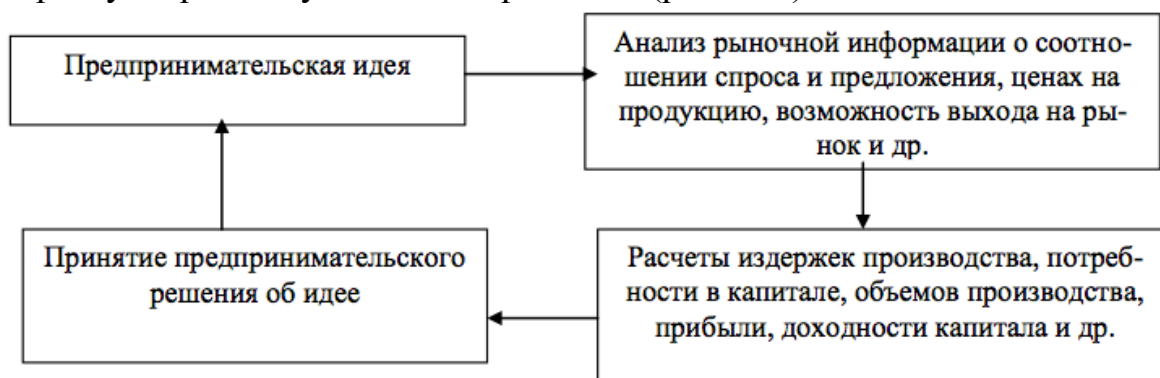 Предпринимательская идея
Анализ рыночной информации о соотно-
шении спроса и предложения, ценах на
продукцию, возможность выхода на ры-
нок и др.
Принятие предпринимательского
решения об идее
Расчеты издержек производства, потреб-
ности в капитале, объемов производства,
прибыли, доходности капитала и др.